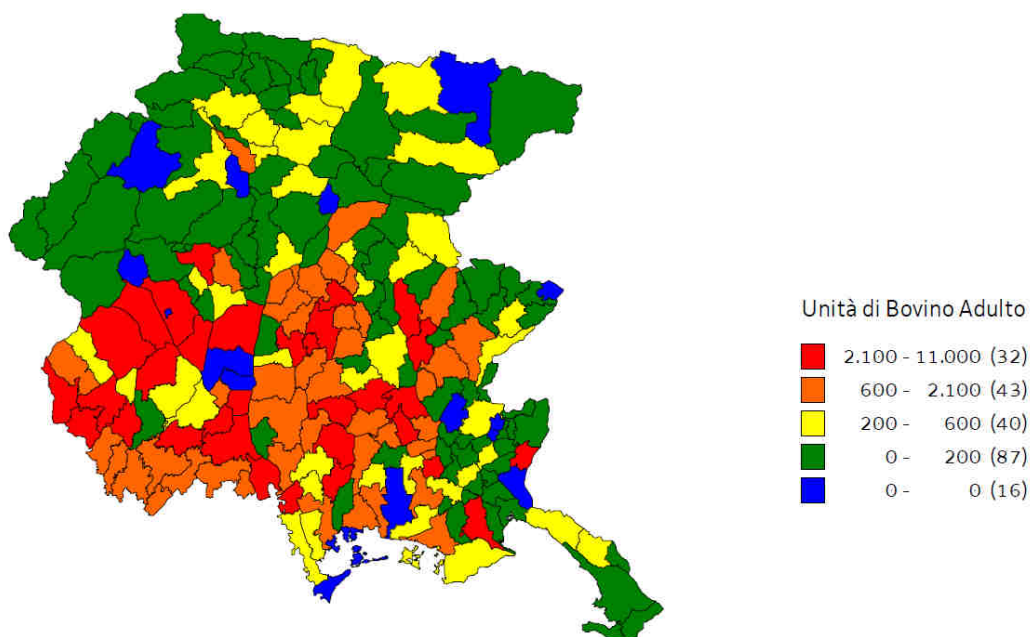 Unità di Bovino Adulto
2.100 - 11.000 (32)
600 - 2.100 (43)
200 - 600 (40)
0 - 200 (87)
0 - 0 (16)